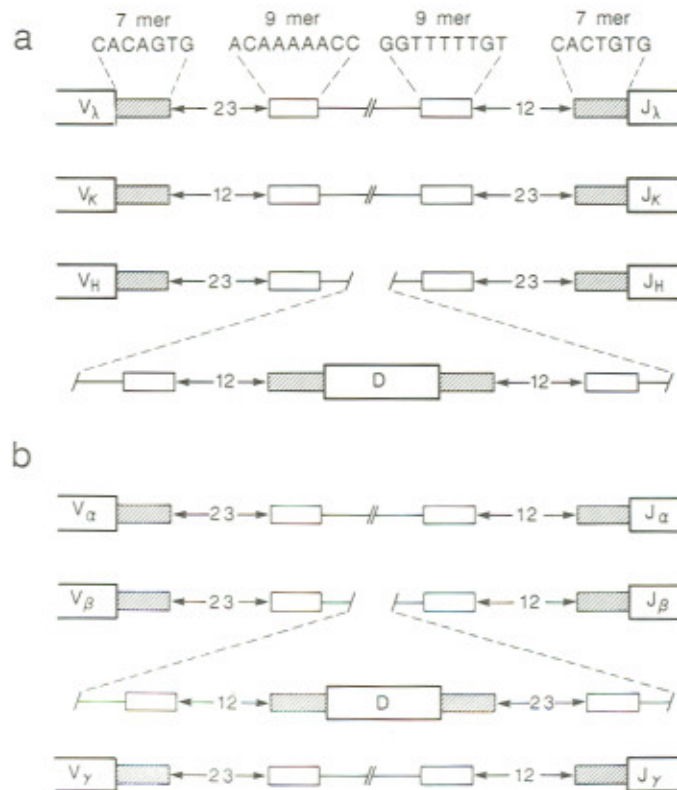 a
7 mer 9 mer 9 mer 7 mer
CACAGTG ACAAAAACC GGTTTTTGT CACTGTG
Vλ 23 12 Jλ
Vκ 12 23 Jκ
VH 23 23 JH
12 D 12
b
Vα 23 12 Jα
Vβ 23 12 Jβ
12 D 23
Vγ 23 12 Jγ